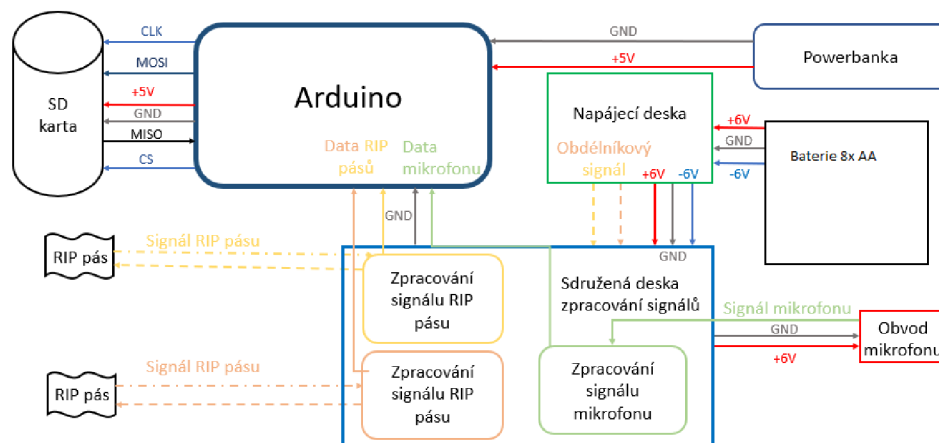 CLK
MOSI
+5V
GND
MISO
CS
SD
karta
Arduino
Data RIP
pásů
Data
mikrofonu
GND
+5V
Powerbanka
Napájecí deska
Obdélníkový
signál
+6V
-6V
GND
+6V
GND
-6V
Baterie 8x AA
GND
RIP pás
Signál RIP pásu
Zpracování
signálu RIP
pásu
Sdružená deska
zpracování signálů
Signál mikrofonu
GND
+6V
Obvod
mikrofonu
RIP pás
Signál RIP pásu
Zpracování
signálu RIP
pásu
Zpracování
signálu
mikrofonu